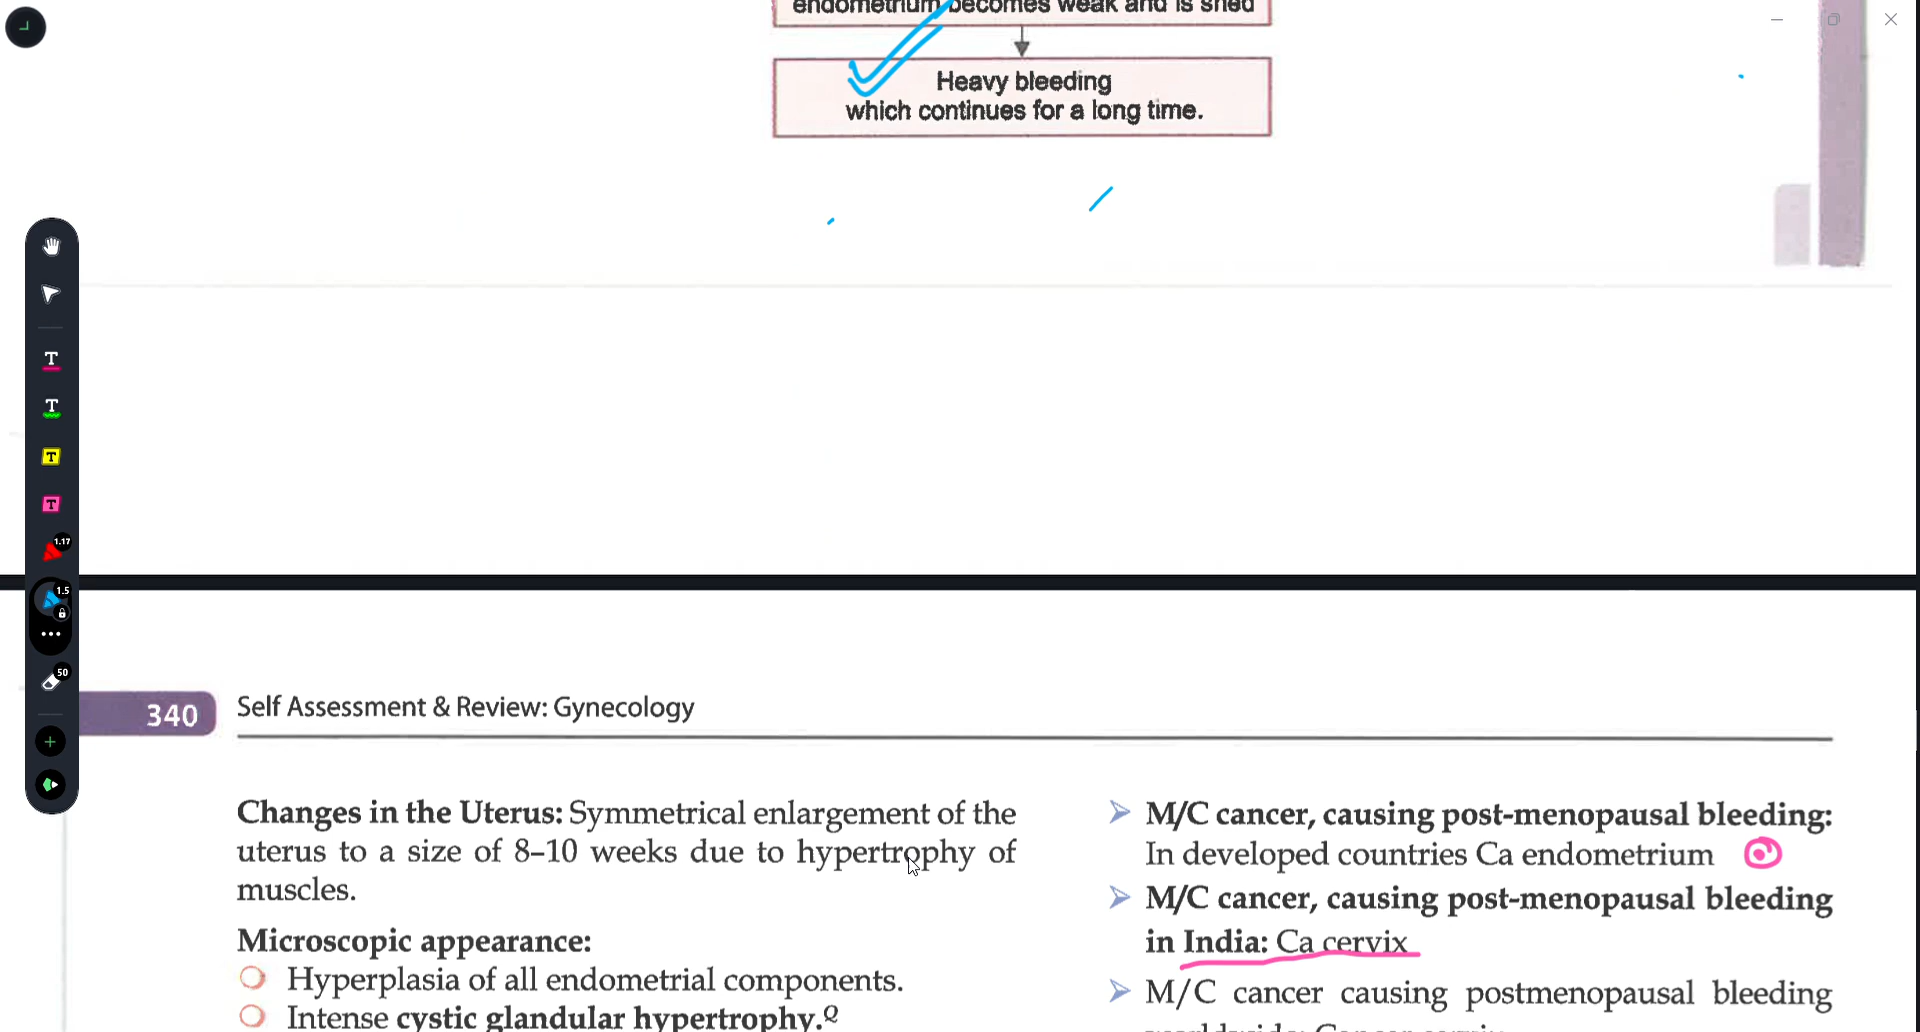 endometrium becomes weak and is shed
Heavy bleeding
which continues for a long time.
T
T
T
T
1.17
1.5
50
340
Self Assessment & Review: Gynecology
Changes in the Uterus: Symmetrical enlargement of the
uterus to a size of 8–10 weeks due to hypertrophy of
muscles.
Microscopic appearance:
Hyperplasia of all endometrial components.
Intense cystic glandular hypertrophy.Q
M/C cancer, causing post-menopausal bleeding:
In developed countries Ca endometrium
M/C cancer, causing post-menopausal bleeding
in India: Ca cervix
M/C cancer causing postmenopausal bleeding
worldwide: Cancer cervix